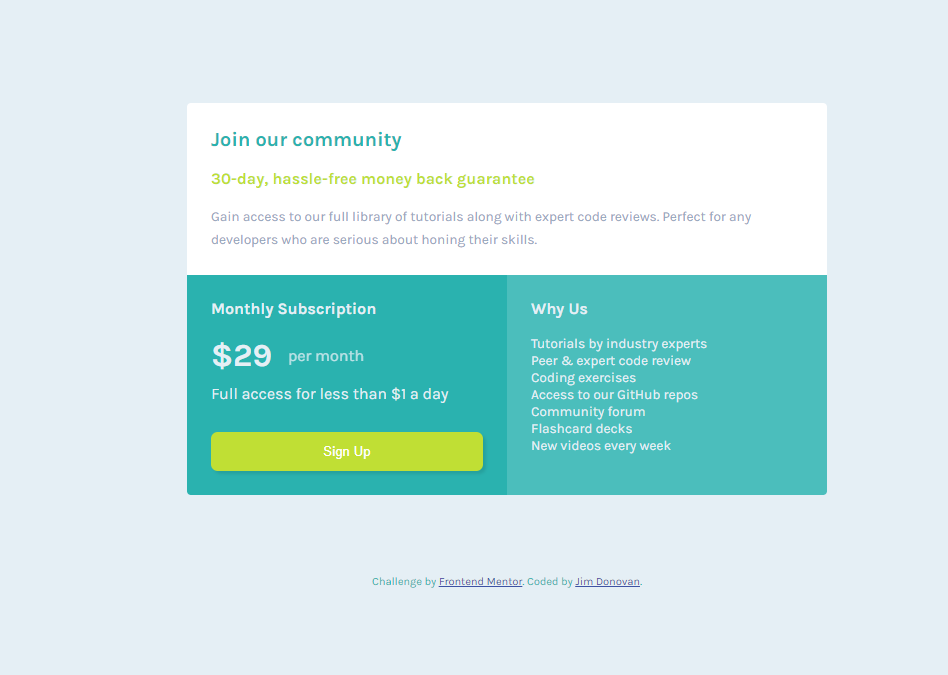 Join our community
30-day, hassle-free money back guarantee
Gain access to our full library of tutorials along with expert code reviews. Perfect for any
developers who are serious about honing their skills.
Monthly Subscription
$29 per month
Full access for less than $1 a day
Sign Up
Why Us
Tutorials by industry experts
Peer & expert code review
Coding exercises
Access to our GitHub repos
Community forum
Flashcard decks
New videos every week
Challenge by Frontend Mentor. Coded by Jim Donovan.